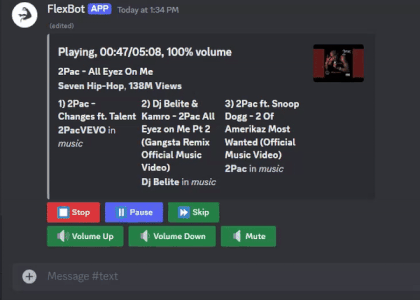 FlexBot APP Today at 1:34 PM
(edited)
Playing, 00:47/05:08, 100% volume
2Pac - All Eyez On Me
Seven Hip-Hop, 138M Views
1) 2Pac -
Changes ft. Talent
2PacVEVO in
music
2) Dj Belite &
Kamro - 2Pac All
Eyez on Me Pt 2
(Gangsta Remix
Official Music
Video)
Dj Belite in music
3) 2Pac ft. Snoop
Dogg - 2 Of
Amerikaz Most
Wanted (Official
Music Video)
2Pac in music
Stop Pause Skip
Volume Up Volume Down Mute
Message #text